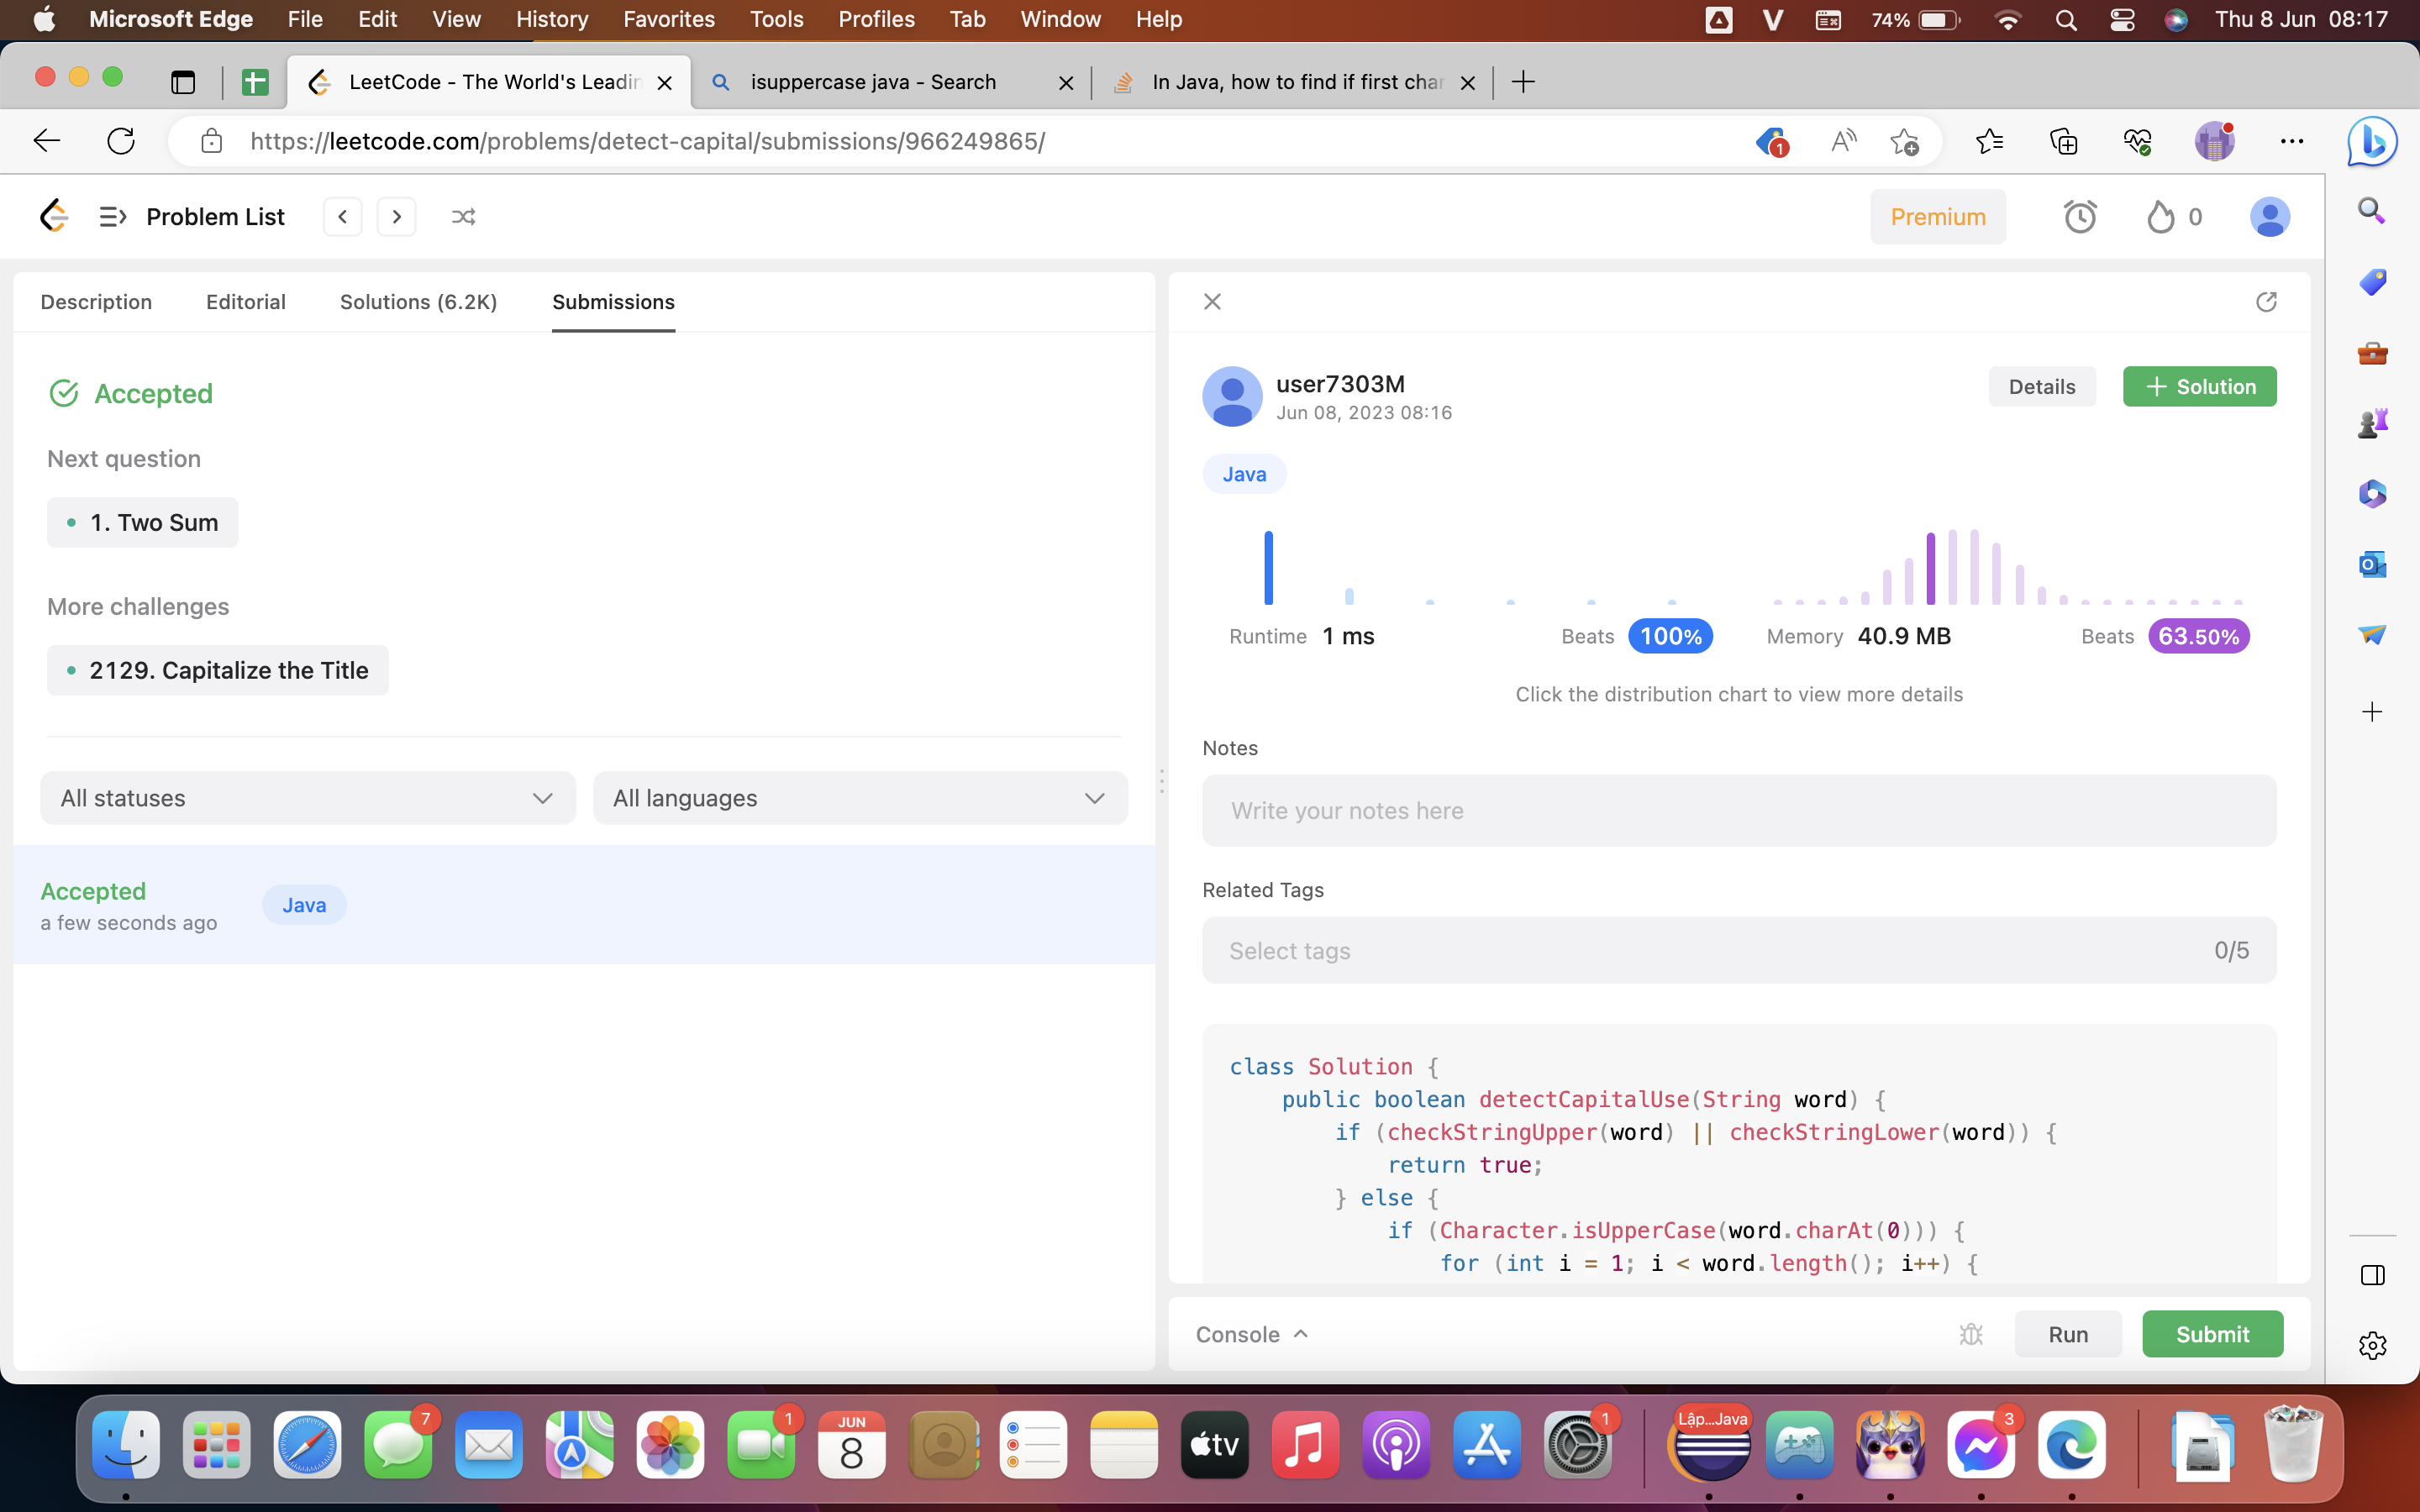 Microsoft Edge File Edit View History Favorites Tools Profiles Tab Window Help 74% Thu 8 Jun 08:17
LeetCode - The World's Leadin isuppercase java - Search In Java, how to find if first char
https://leetcode.com/problems/detect-capital/submissions/966249865/ 1
Problem List Premium 0
Description Editorial Solutions (6.2K) Submissions
Accepted
Next question
1. Two Sum
More challenges
2129. Capitalize the Title
All statuses All languages
Accepted
a few seconds ago
Java
user7303M
Jun 08, 2023 08:16
Details + Solution
Java
Runtime 1 ms Beats 100% Memory 40.9 MB Beats 63.50%
Click the distribution chart to view more details
Notes
Write your notes here
Related Tags
Select tags 0/5
class Solution {
public boolean detectCapitalUse(String word) {
if (checkStringUpper(word) || checkStringLower(word)) {
return true;
} else {
if (Character.isUpperCase(word.charAt(0))) {
for (int i = 1; i < word.length(); i++) {
Console Run Submit
7 1 JUN 8 tv 1 Lập...Java 3